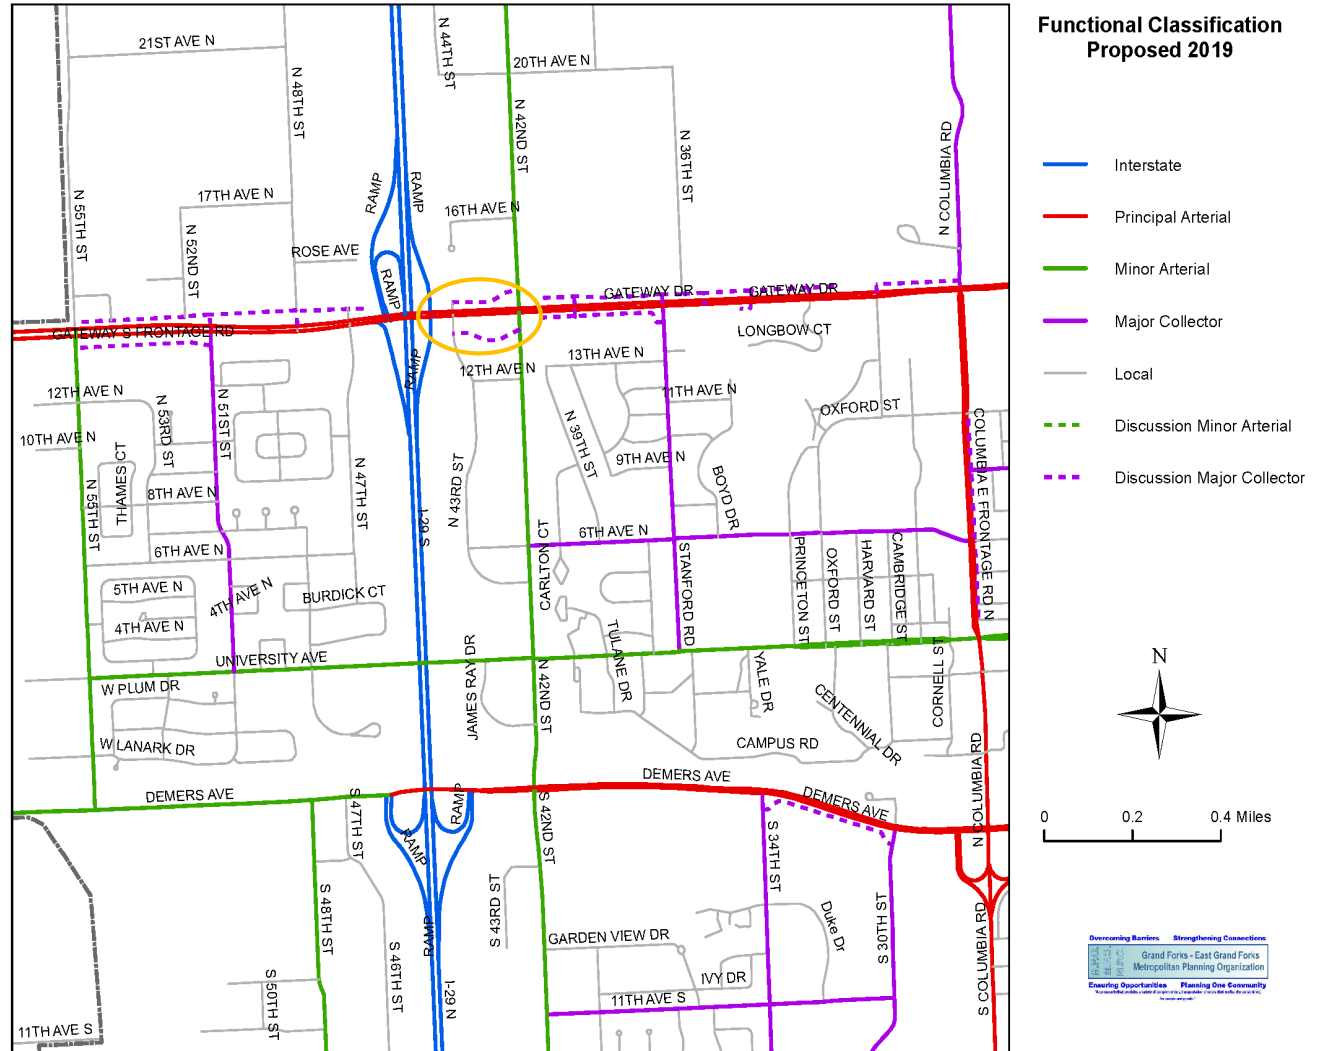 Functional Classification
Proposed 2019
Interstate
Principal Arterial
Minor Arterial
Major Collector
Local
Discussion Minor Arterial
Discussion Major Collector
N
0 0.2 0.4 Miles
Overcoming Barriers Strengthening Connections
Grand Forks - East Grand Forks
Metropolitan Planning Organization
Ensuring Opportunities Planning One Community
21ST AVE N
N 44TH ST
20TH AVE N
N 48TH ST
N 42ND ST
N 36TH ST
N COLUMBIA RD
RAMP
RAMP
17TH AVE N
N 55TH ST
16TH AVE N
N 52ND ST
ROSE AVE
RAMP
GATEWAY DR
GATEWAY DR
GATEWAY S FRONTAGE RD
LONGBOW CT
RAMP
13TH AVE N
12TH AVE N
12TH AVE N
11TH AVE N
N 53RD ST
N 51ST ST
OXFORD ST
10TH AVE N
THAMES CT
N 39TH ST
9TH AVE N
BOYD DR
COLUMBIA E FRONTAGE RD N
N 55TH ST
8TH AVE N
N 47TH ST
N 43RD ST
I-29 S
6TH AVE N
6TH AVE N
CARLTON CT
STANFORD RD
PRINCETON ST
OXFORD ST
HARVARD ST
CAMBRIDGE ST
5TH AVE N
4TH AVE N
BURDICK CT
4TH AVE N
TULANE DR
UNIVERSITY AVE
JAMES RAY DR
N 42ND ST
YALE DR
CORNELL ST
W PLUM DR
CENTENNIAL DR
W LANARK DR
CAMPUS RD
N COLUMBIA RD
DEMERS AVE
DEMERS AVE
DEMERS AVE
S 47TH ST
RAMP
RAMP
S 42ND ST
S 34TH ST
S 48TH ST
S 43RD ST
Duke Dr
S 30TH ST
RAMP
GARDEN VIEW DR
S 46TH ST
S COLUMBIA RD
IVY DR
S 50TH ST
I-29 N
11TH AVE S
11TH AVE S